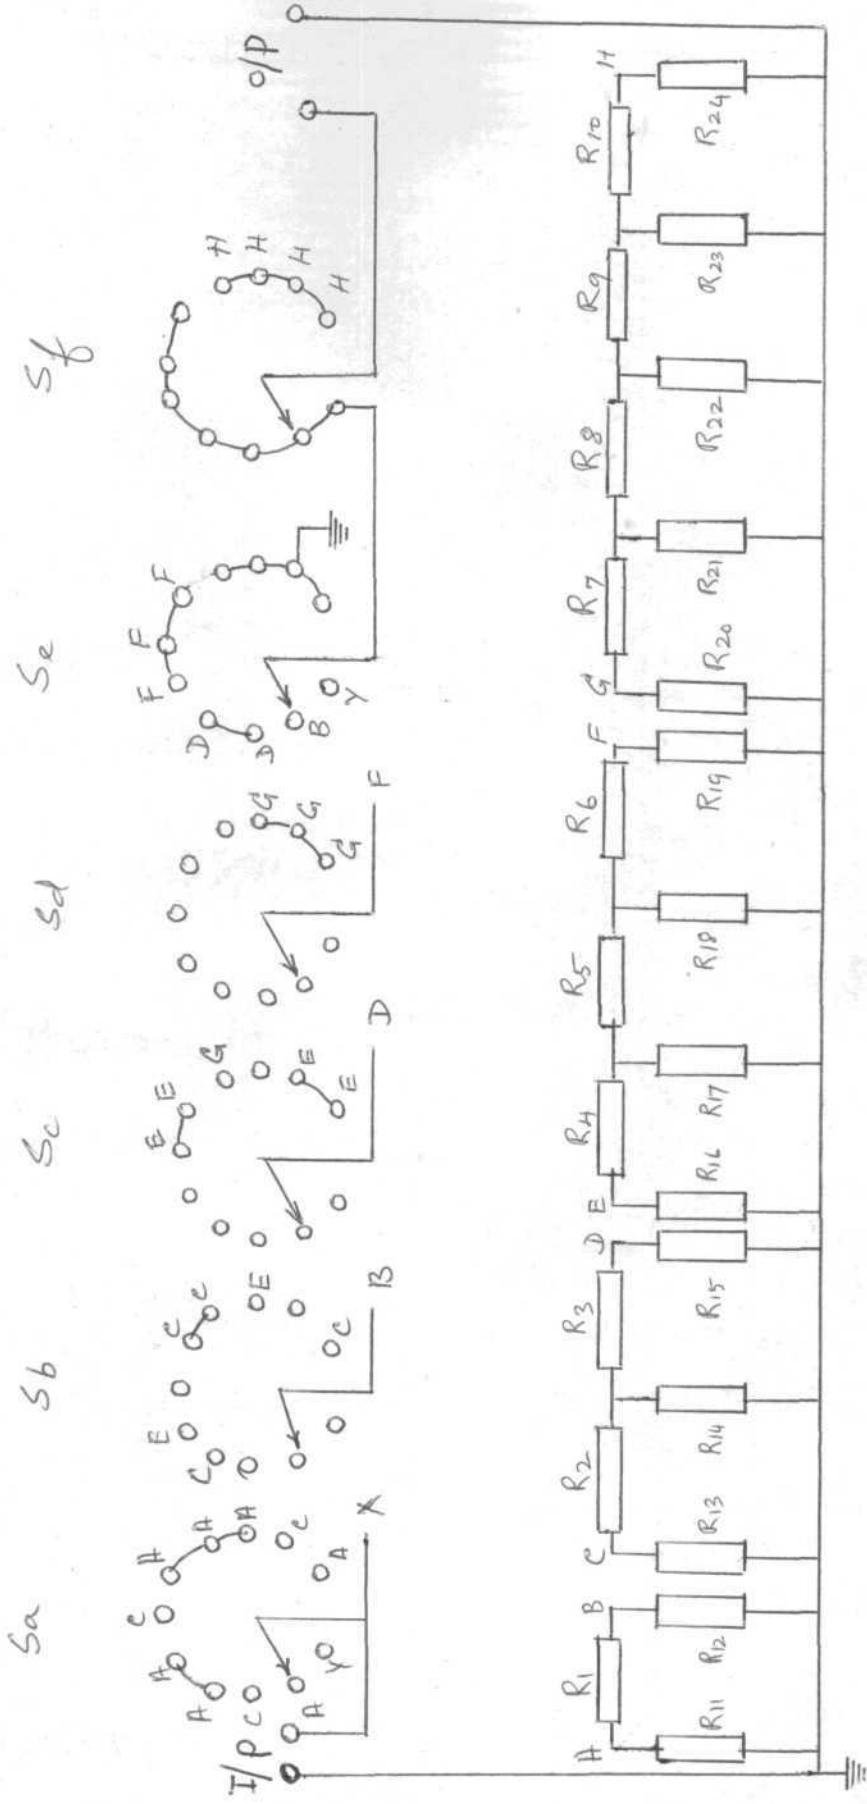 Sa Sb Sc Sd Se Sf
I/P
A C A A C A A A C A Y X
C E C C E C B
E E G E E D
G G G F
Y B D D F F F
H H H H
O/P
A R1 B C R2 R3 D E R4 R5 R6 F G R7 R8 R9 R10 H
R11 R12 R13 R14 R15 R16 R17 R18 R19 R20 R21 R22 R23 R24